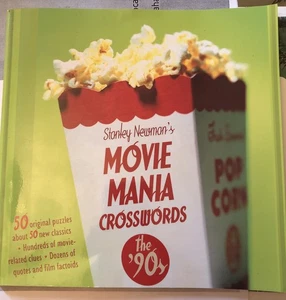 Stanley Newman's
MOVIE
MANIA
CROSSWORDS
the
'90s
50 original puzzles
about 50 new classics
• Hundreds of movie-
related clues • Dozens of
quotes and film factoids
POP
CORN